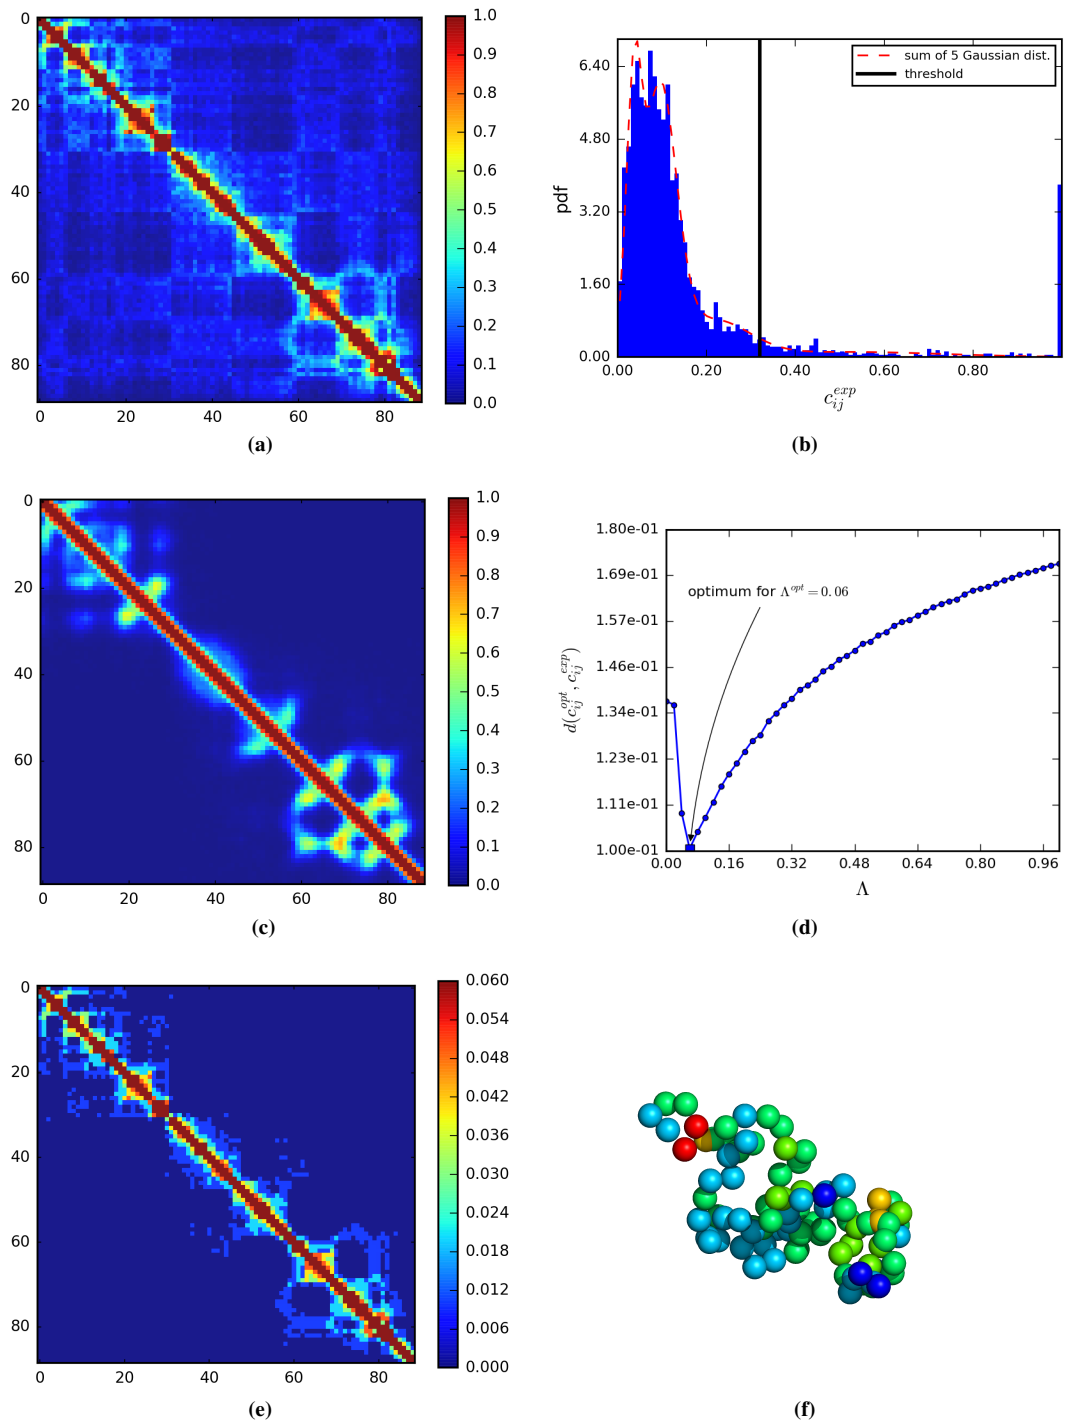 0
20
40
60
80
0 20 40 60 80
1.0
0.9
0.8
0.7
0.6
0.5
0.4
0.3
0.2
0.1
0.0
(a)
sum of 5 Gaussian dist.
threshold
pdf
6.40
4.80
3.20
1.60
0.00
0.00 0.20 0.40 0.60 0.80
c_{ij}^{exp}
(b)
0
20
40
60
80
0 20 40 60 80
1.0
0.9
0.8
0.7
0.6
0.5
0.4
0.3
0.2
0.1
0.0
(c)
d(c_{ij}^{opt}, c_{ij}^{exp})
1.80e-01
1.69e-01
1.57e-01
1.46e-01
1.34e-01
1.23e-01
1.11e-01
1.00e-01
optimum for Λ^{opt} = 0.06
0.00 0.16 0.32 0.48 0.64 0.80 0.96
Λ
(d)
0
20
40
60
80
0 20 40 60 80
0.060
0.054
0.048
0.042
0.036
0.030
0.024
0.018
0.012
0.006
0.000
(e)
(f)